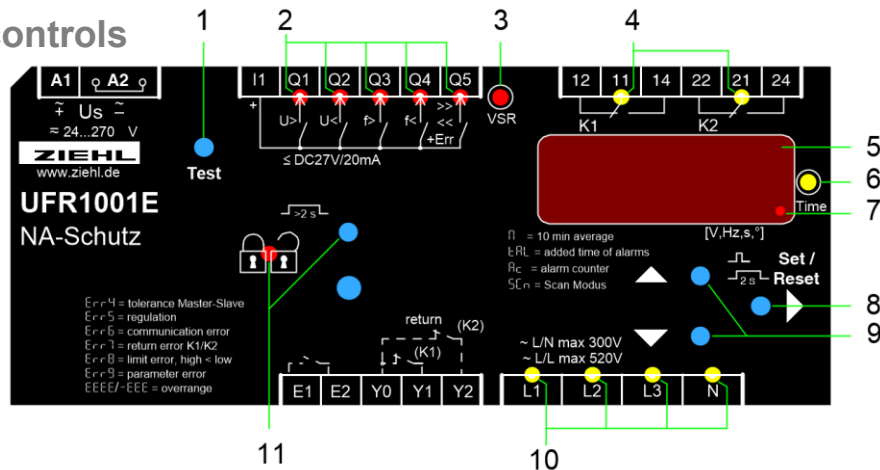 controls
1 2 3 4
A1 A2
I1 Q1 Q2 Q3 Q4 Q5
12 11 14 22 21 24
+ Us
≂ 24...270 V
ZIEHL
www.ziehl.de
Test
+ U> U< f> f< >> <<
+Err
≤ DC27V/20mA
VSR
K1 K2
5
6
Time
7
UFR1001E
NA-Schutz
>2 s
[V,Hz,s,°]
n = 10 min average
tAL = added time of alarms
Ac = alarm counter
SCn = Scan Modus
Set /
2 s Reset
8
9
Err4 = tolerance Master-Slave
Err5 = regulation
Err6 = communication error
Err7 = return error K1/K2
Err8 = limit error, high < low
Err9 = parameter error
EEEE/-EEE = overrange
return
(K2)
(K1)
~ L/N max 300V
~ L/L max 520V
E1 E2 Y0 Y1 Y2
L1 L2 L3 N
11 10